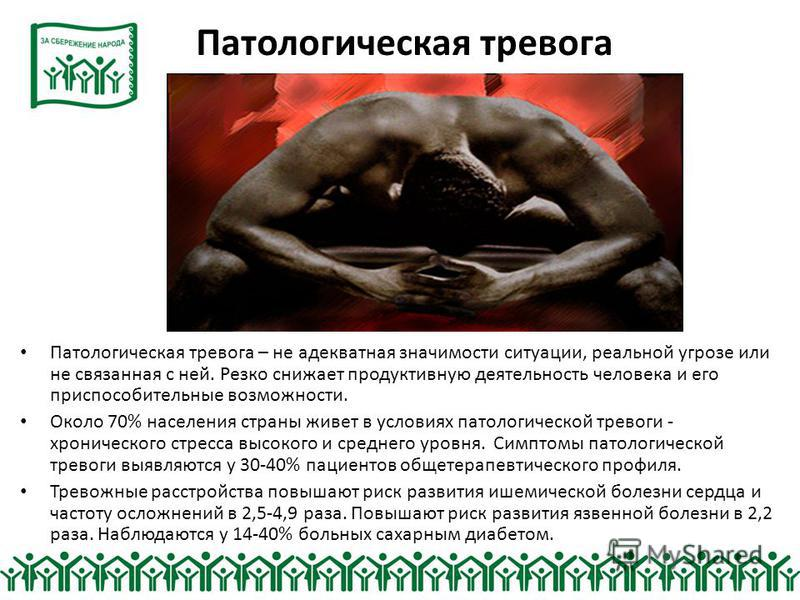 ЗА СБЕРЕЖЕНИЕ НАРОДА
Патологическая тревога
• Патологическая тревога – не адекватная значимости ситуации, реальной угрозе или
не связанная с ней. Резко снижает продуктивную деятельность человека и его
приспособительные возможности.
• Около 70% населения страны живет в условиях патологической тревоги -
хронического стресса высокого и среднего уровня. Симптомы патологической
тревоги выявляются у 30-40% пациентов общетерапевтического профиля.
• Тревожные расстройства повышают риск развития ишемической болезни сердца и
частоту осложнений в 2,5-4,9 раза. Повышают риск развития язвенной болезни в 2,2
раза. Наблюдаются у 14-40% больных сахарным диабетом.
MyShared